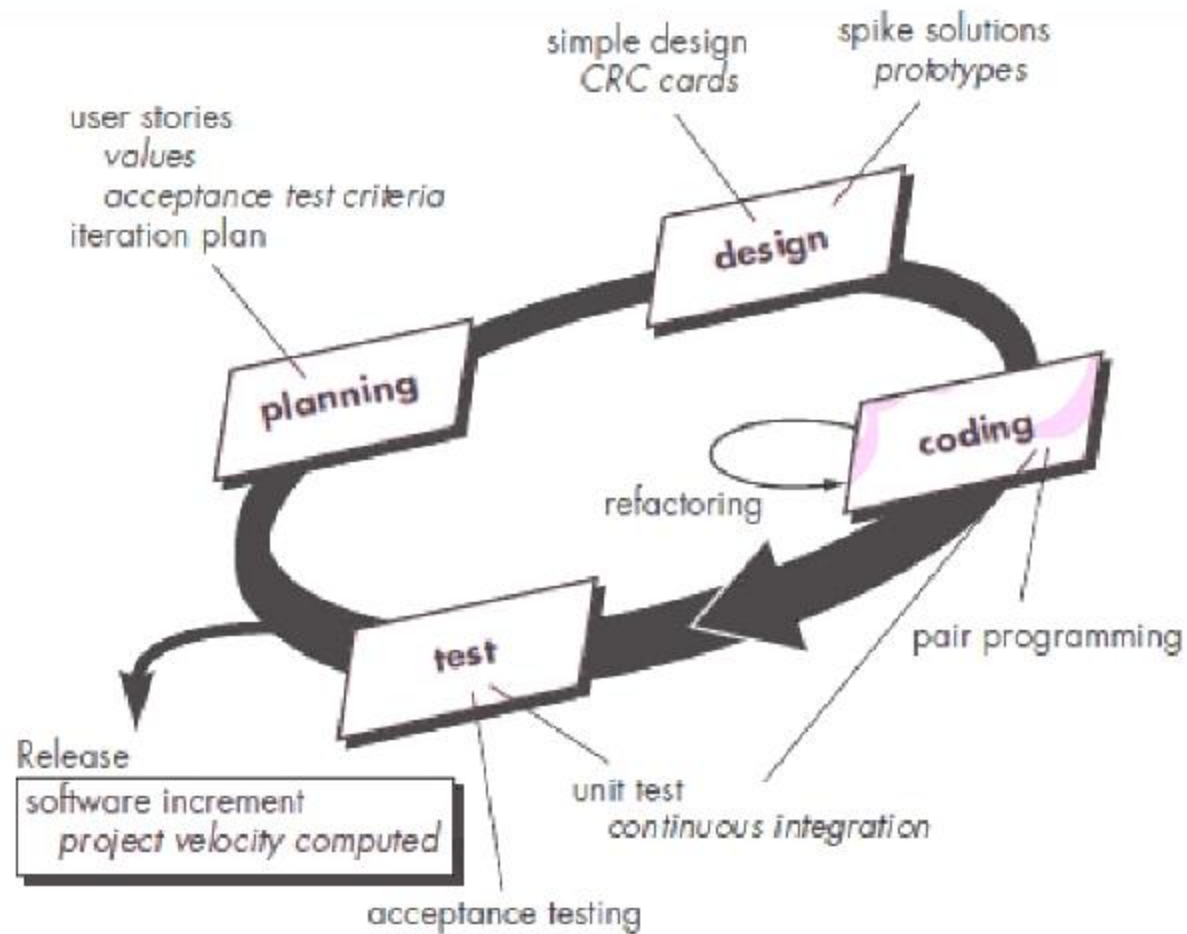 simple design
CRC cards
spike solutions
prototypes
user stories
values
acceptance test criteria
iteration plan
design
planning
coding
refactoring
test
pair programming
Release
software increment
project velocity computed
unit test
continuous integration
acceptance testing